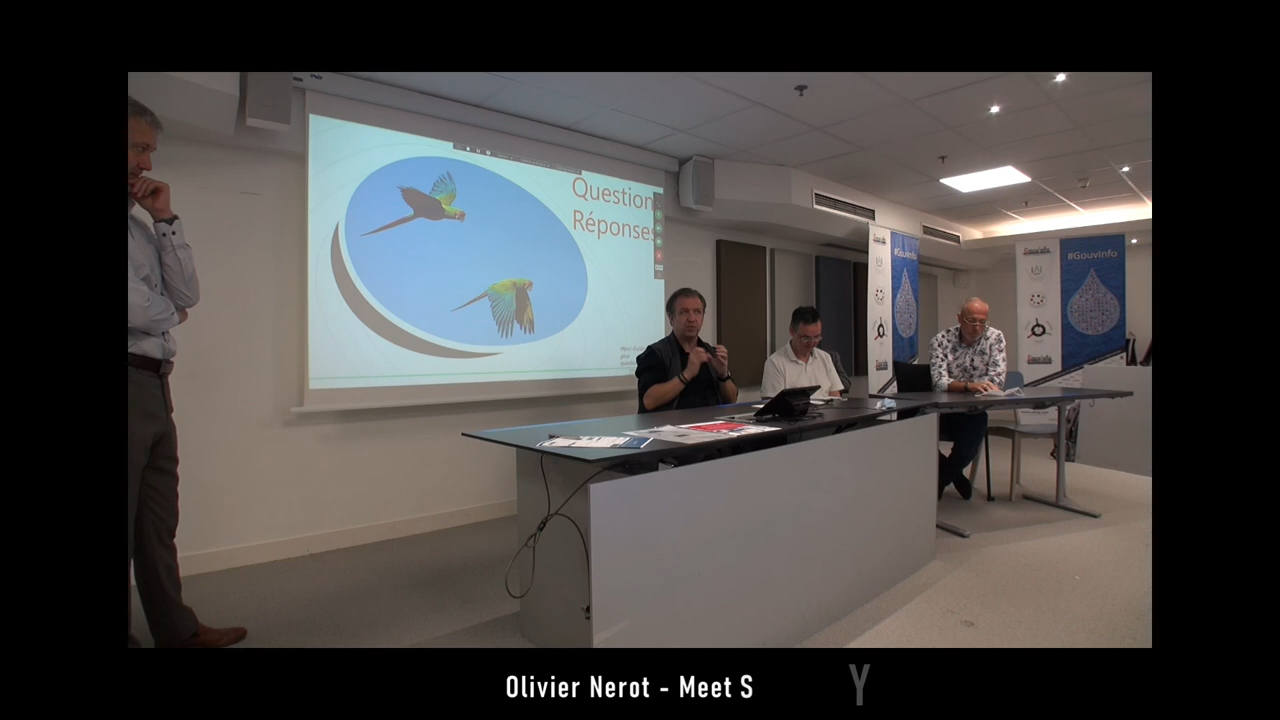 Question
Réponses
#GouvInfo
#GouvInfo
Olivier Nerot - Meet S Y